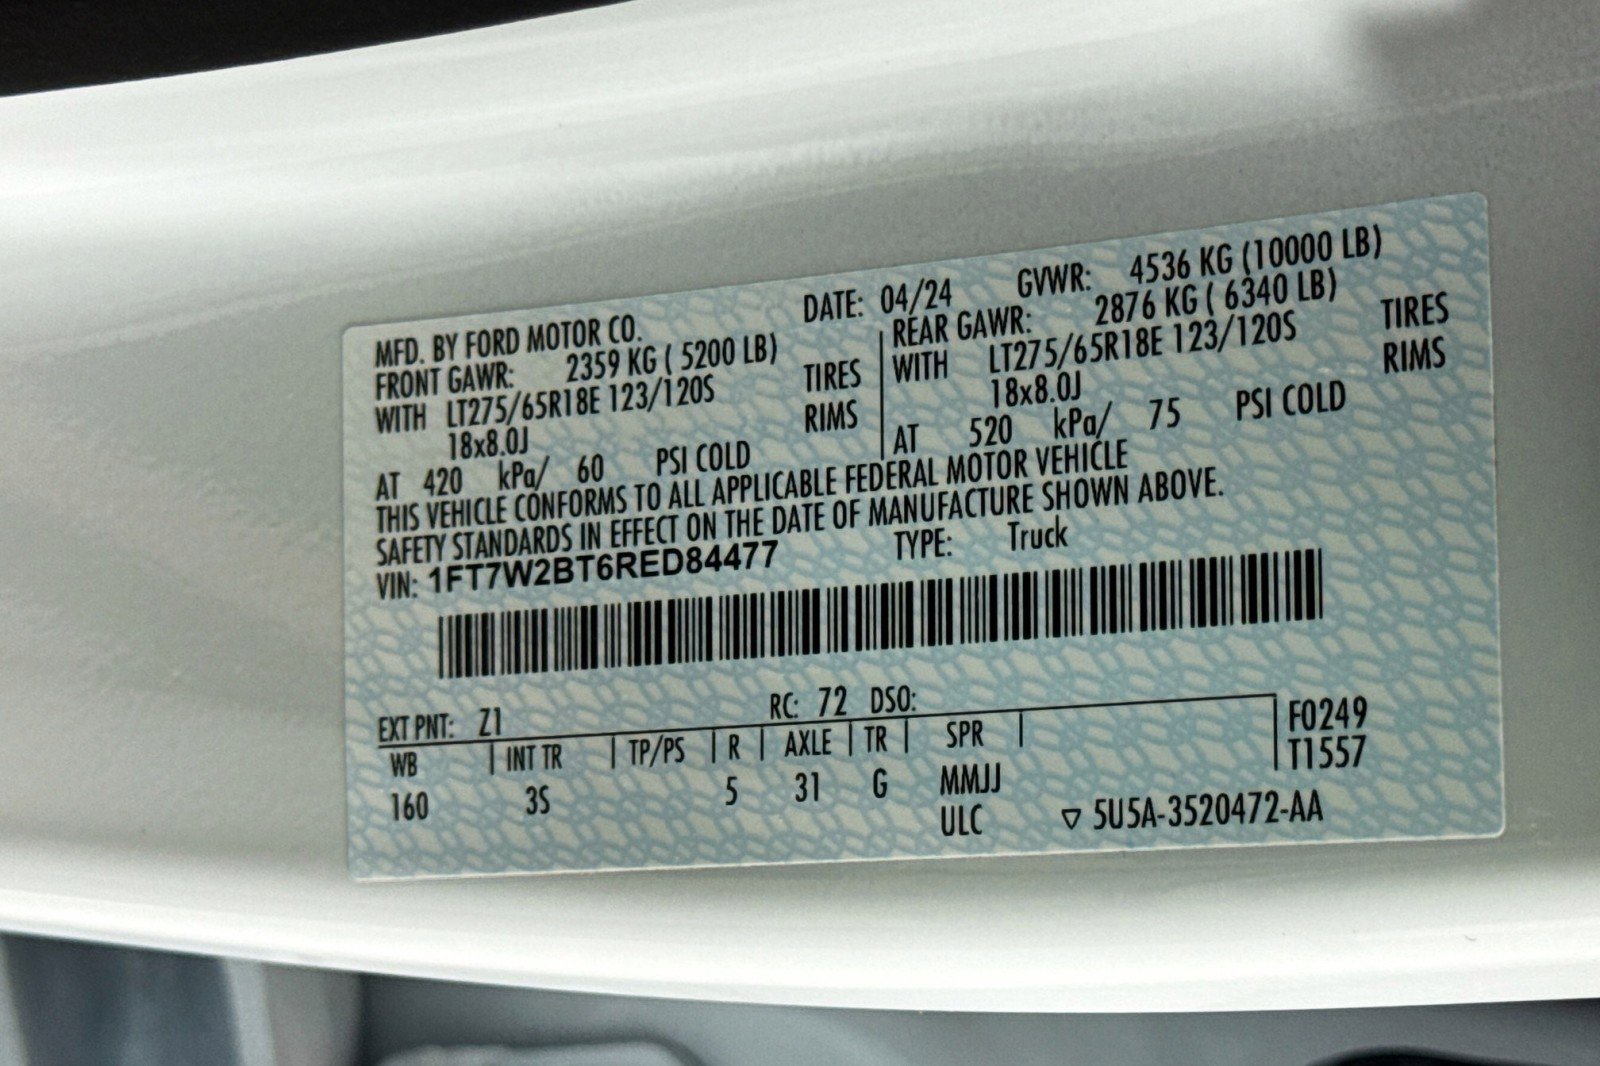 MFD. BY FORD MOTOR CO. DATE: 04/24 GVWR: 4536 KG (10000 LB)
FRONT GAWR: 2359 KG ( 5200 LB) REAR GAWR: 2876 KG ( 6340 LB)
WITH LT275/65R18E 123/120S TIRES WITH LT275/65R18E 123/120S TIRES
18x8.0J RIMS 18x8.0J RIMS
AT 420 kPa/ 60 PSI COLD AT 520 kPa/ 75 PSI COLD
THIS VEHICLE CONFORMS TO ALL APPLICABLE FEDERAL MOTOR VEHICLE
SAFETY STANDARDS IN EFFECT ON THE DATE OF MANUFACTURE SHOWN ABOVE.
VIN: 1FT7W2BT6RED84477 TYPE: Truck
EXT PNT: Z1 RC: 72 DSO:
WB INT TR TP/PS R AXLE TR SPR F0249
160 3S 5 31 G MMJJ T1557
ULC ▽ 5U5A-3520472-AA